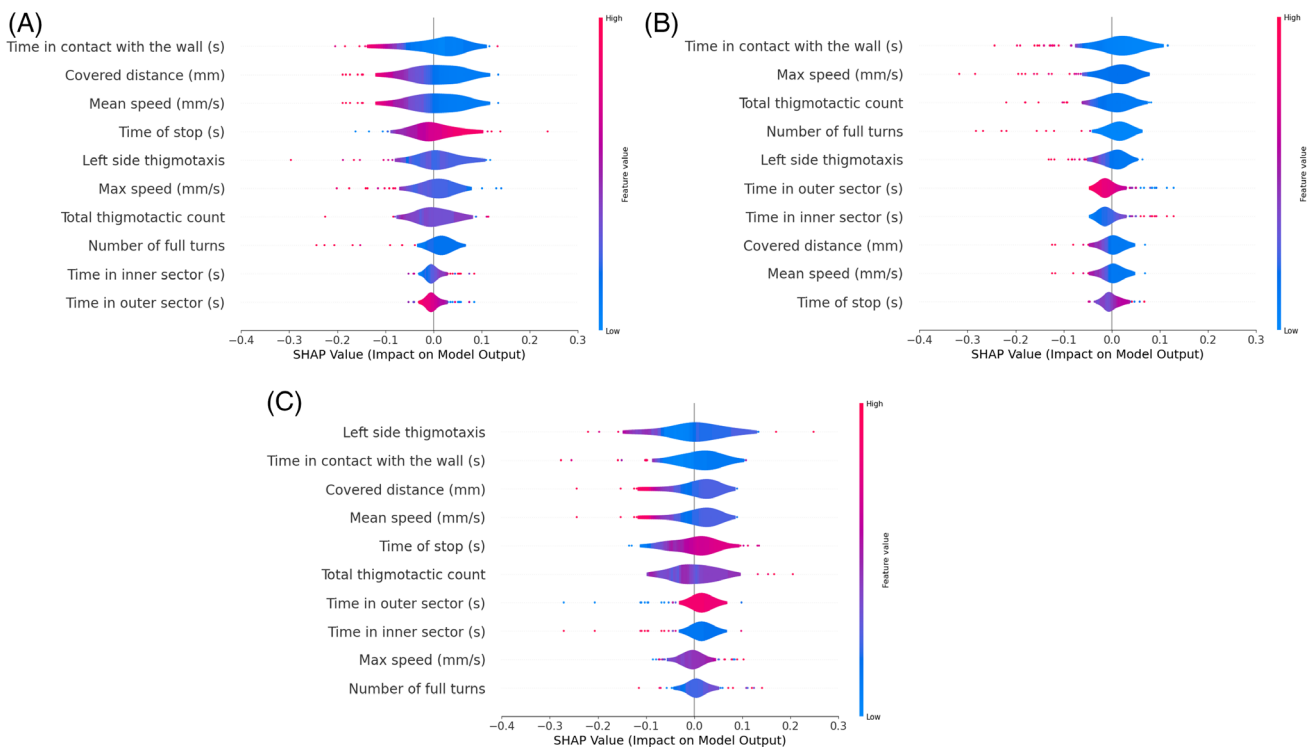 (A)
High
Time in contact with the wall (s)
Covered distance (mm)
Mean speed (mm/s)
Time of stop (s)
Left side thigmotaxis
Max speed (mm/s)
Total thigmotactic count
Number of full turns
Time in inner sector (s)
Time in outer sector (s)
Feature value
Low
−0.4 −0.3 −0.2 −0.1 0.0 0.1 0.2 0.3
SHAP Value (Impact on Model Output)
(B)
High
Time in contact with the wall (s)
Max speed (mm/s)
Total thigmotactic count
Number of full turns
Left side thigmotaxis
Time in outer sector (s)
Time in inner sector (s)
Covered distance (mm)
Mean speed (mm/s)
Time of stop (s)
Feature value
Low
−0.4 −0.3 −0.2 −0.1 0.0 0.1 0.2 0.3
SHAP Value (Impact on Model Output)
(C)
High
Left side thigmotaxis
Time in contact with the wall (s)
Covered distance (mm)
Mean speed (mm/s)
Time of stop (s)
Total thigmotactic count
Time in outer sector (s)
Time in inner sector (s)
Max speed (mm/s)
Number of full turns
Feature value
Low
−0.4 −0.3 −0.2 −0.1 0.0 0.1 0.2 0.3
SHAP Value (Impact on Model Output)